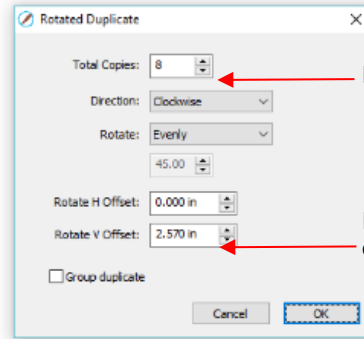 Rotated Duplicate
Total Copies: 8
Direction: Clockwise
Rotate: Evenly
45.00
Rotate H Offset: 0.000 in
Rotate V Offset: 2.570 in
Group duplicate
Cancel OK